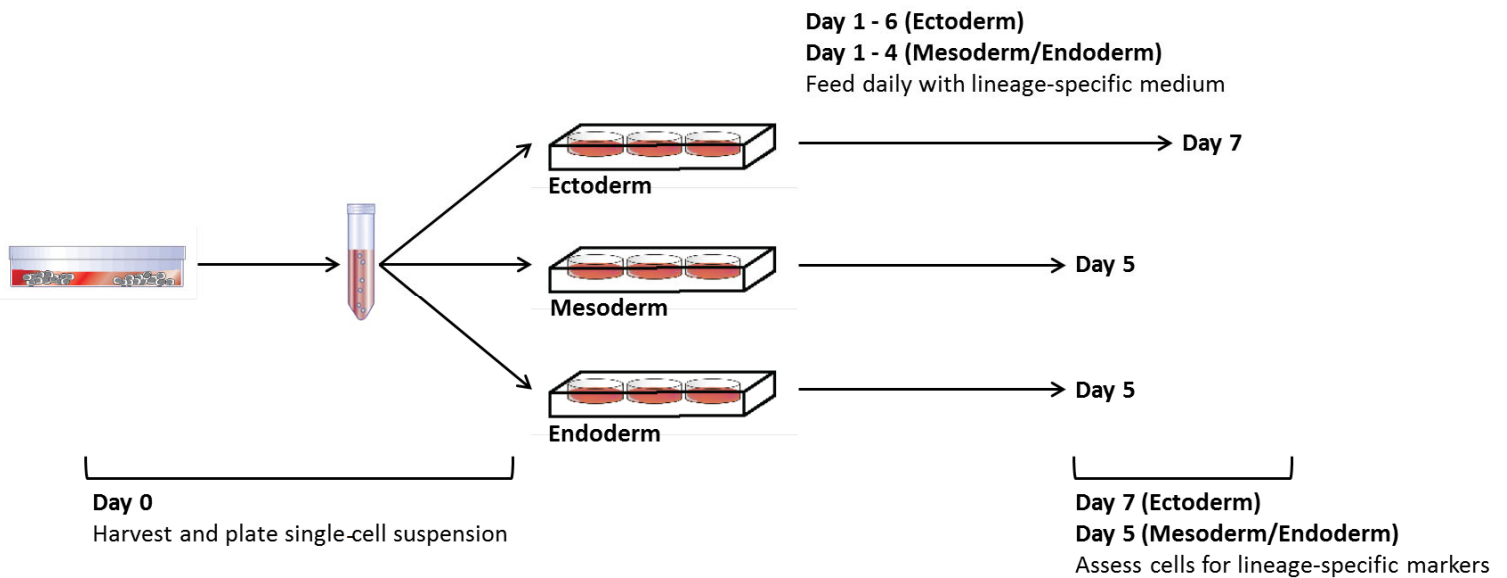 Day 1 - 6 (Ectoderm)
Day 1 - 4 (Mesoderm/Endoderm)
Feed daily with lineage-specific medium
Day 7
Ectoderm
Day 5
Mesoderm
Day 5
Endoderm
Day 0
Harvest and plate single-cell suspension
Day 7 (Ectoderm)
Day 5 (Mesoderm/Endoderm)
Assess cells for lineage-specific markers